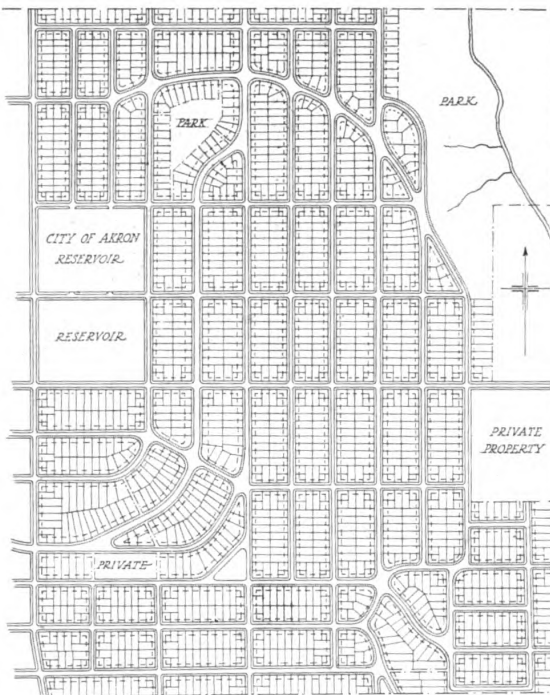 PARK
PARK
CITY OF AKRON
RESERVOIR
RESERVOIR
PRIVATE
PROPERTY
PRIVATE